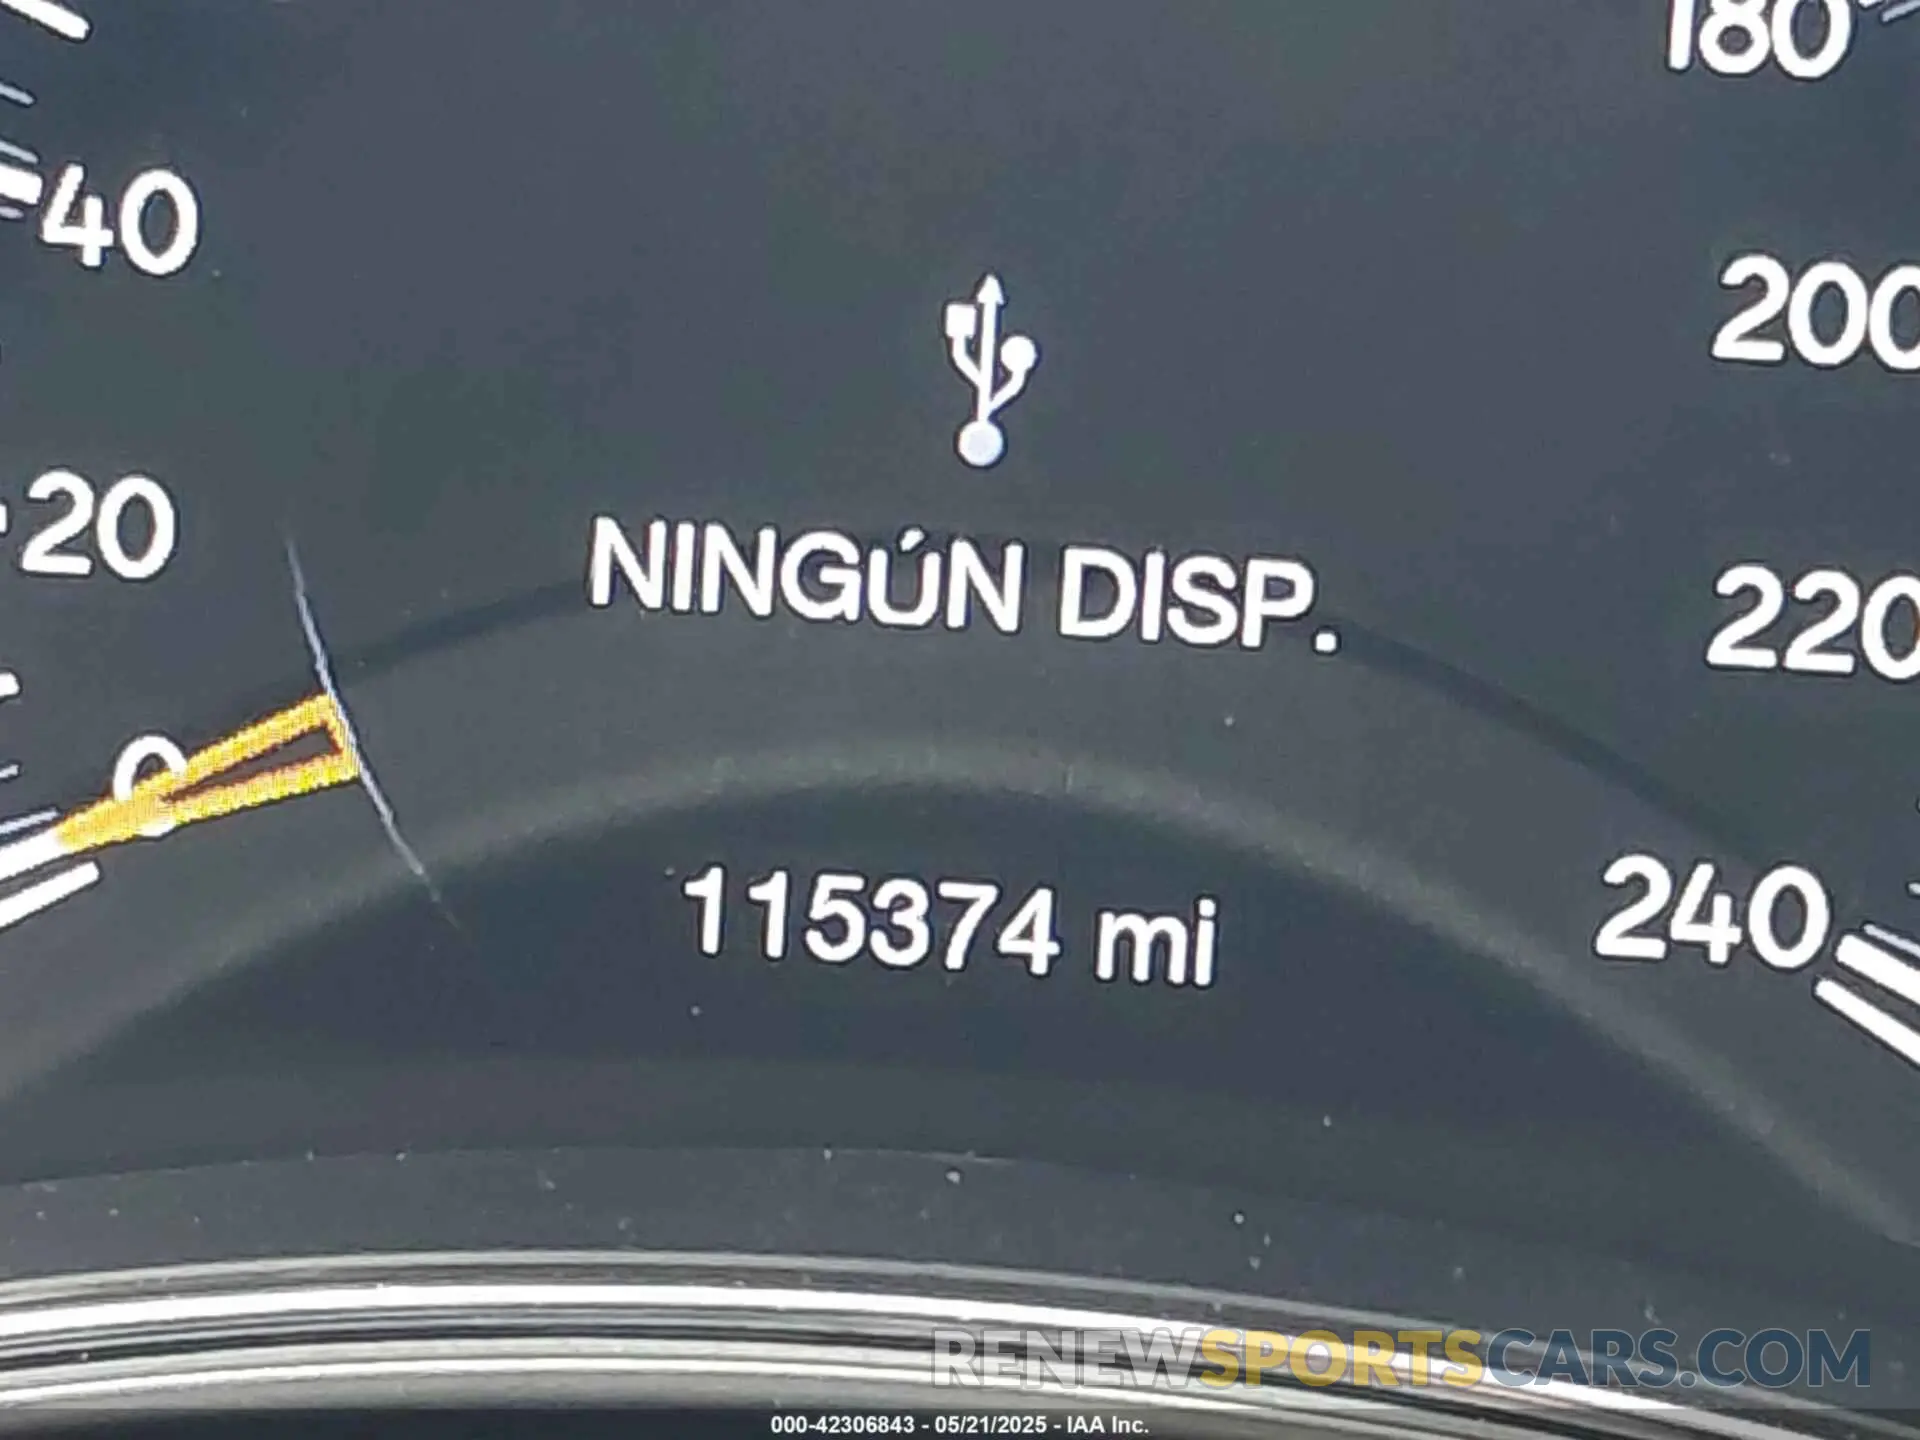 180
40
200
20
NINGÚN DISP.
220
0
115374 mi
240
RENEWSPORTSCARS.COM
000-42306843 - 05/21/2025 - IAA Inc.